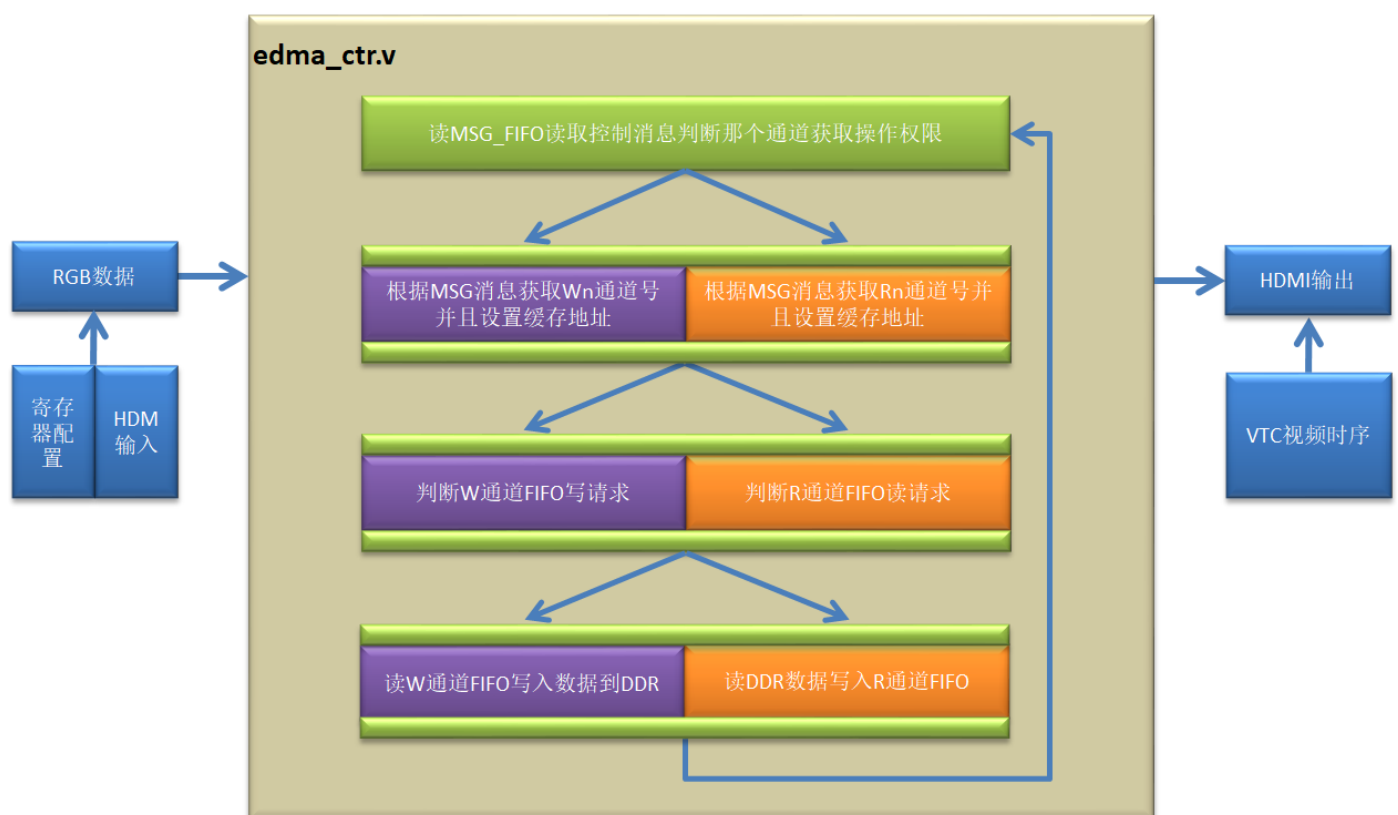 edma_ctr.v
读MSG_FIFO读取控制消息判断那个通道获取操作权限
RGB数据
寄存
器配
置
HDM
输入
根据MSG消息获取Wn通道号
并且设置缓存地址
根据MSG消息获取Rn通道号并
且设置缓存地址
判断W通道FIFO写请求
判断R通道FIFO读请求
读W通道FIFO写入数据到DDR
读DDR数据写入R通道FIFO
HDMI输出
VTC视频时序